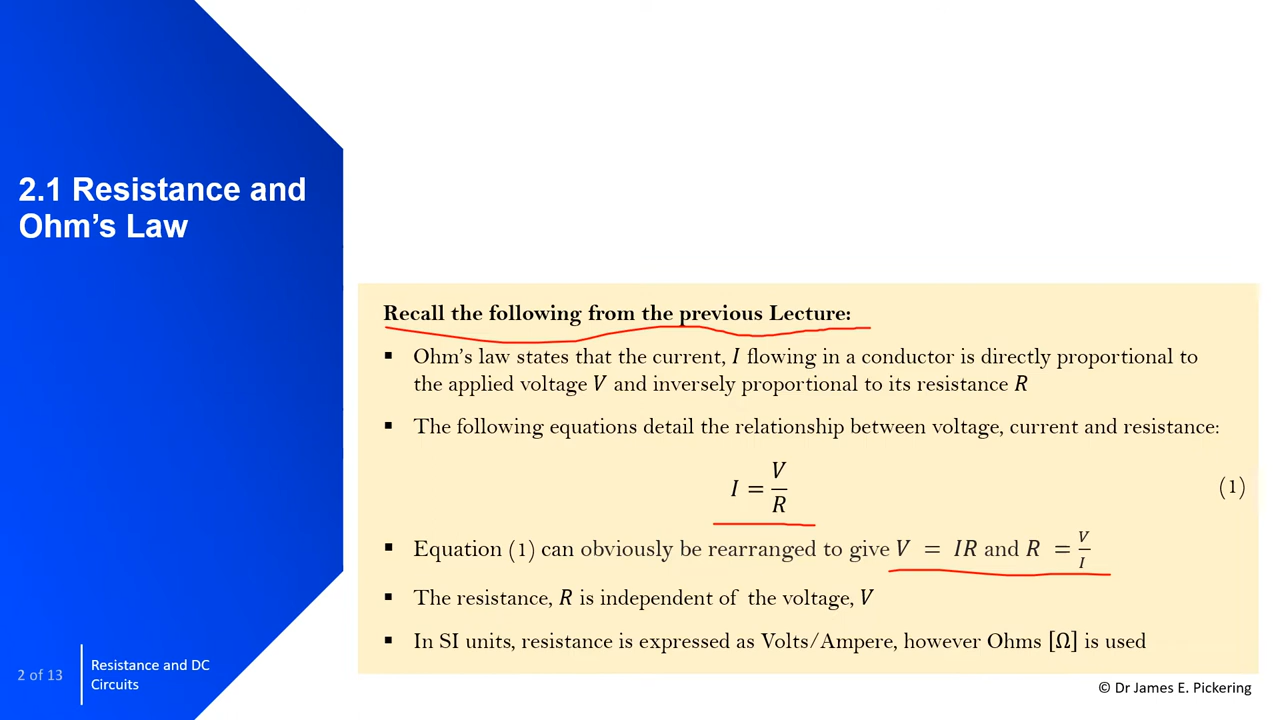 2.1 Resistance and
Ohm’s Law
Recall the following from the previous Lecture:
▪ Ohm’s law states that the current, I flowing in a conductor is directly proportional to
the applied voltage V and inversely proportional to its resistance R
▪ The following equations detail the relationship between voltage, current and resistance:
I = V/R (1)
▪ Equation (1) can obviously be rearranged to give V = IR and R = V/I
▪ The resistance, R is independent of the voltage, V
▪ In SI units, resistance is expressed as Volts/Ampere, however Ohms [Ω] is used
2 of 13
Resistance and DC
Circuits
© Dr James E. Pickering